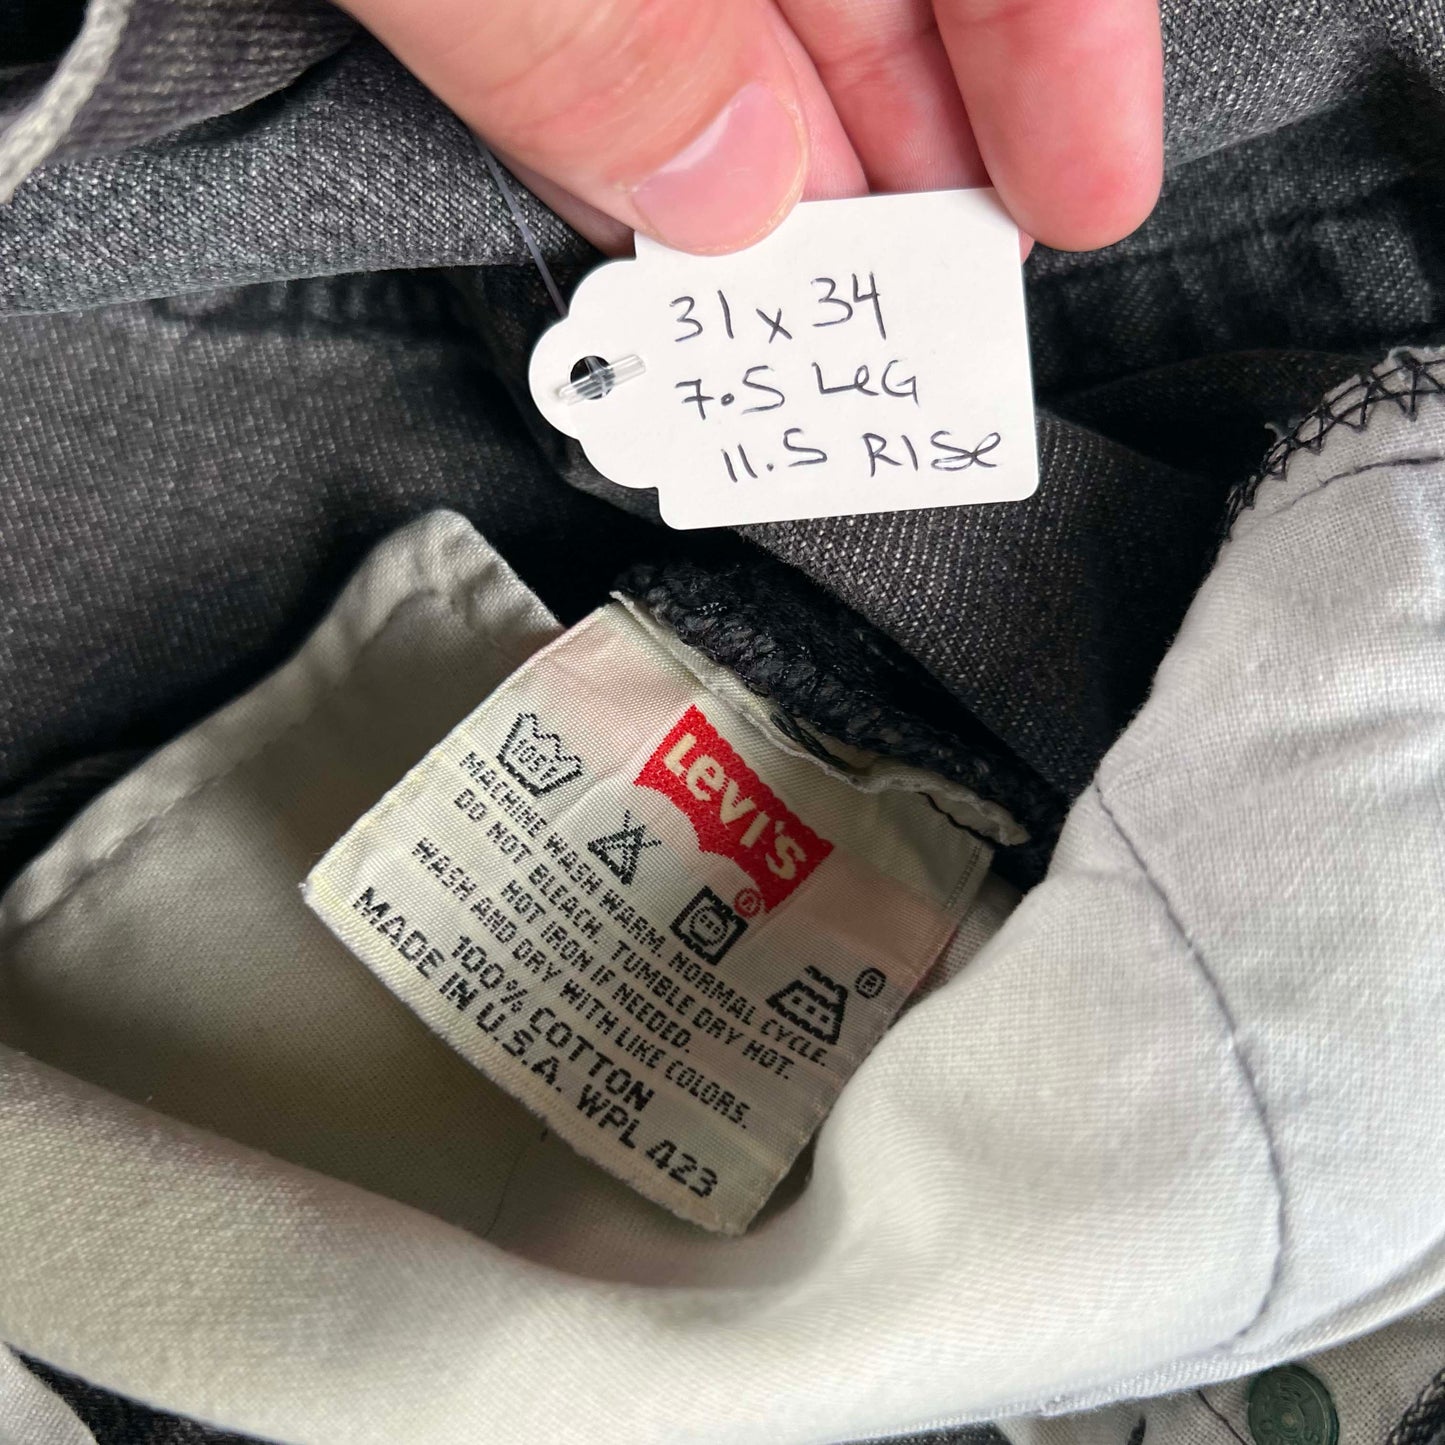 31 x 34
7.5 LeG
11.5 RISe
Levi's ®
105F
®
MACHINE WASH WARM. NORMAL CYCLE.
DO NOT BLEACH. TUMBLE DRY HOT.
HOT IRON IF NEEDED.
WASH AND DRY WITH LIKE COLORS.
100% COTTON
MADE IN U.S.A. WPL 423